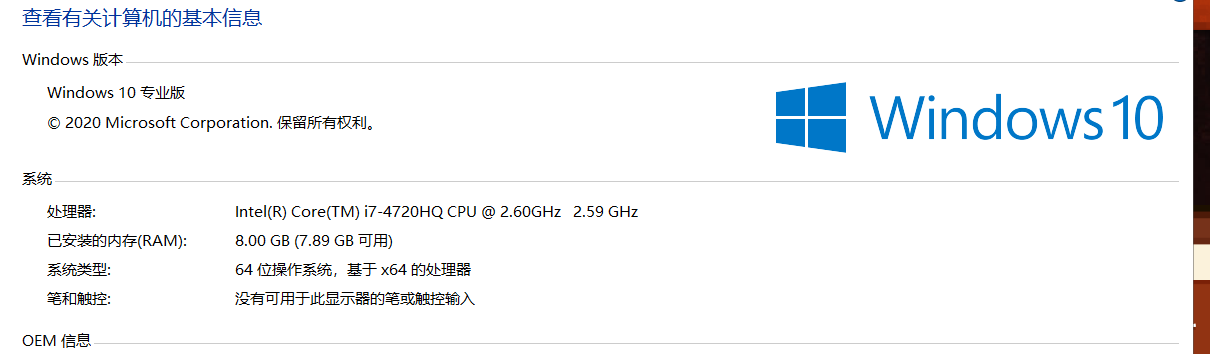 查看有关计算机的基本信息
Windows 版本
Windows 10 专业版
© 2020 Microsoft Corporation. 保留所有权利。
Windows 10
系统
处理器: Intel(R) Core(TM) i7-4720HQ CPU @ 2.60GHz 2.59 GHz
已安装的内存(RAM): 8.00 GB (7.89 GB 可用)
系统类型: 64 位操作系统，基于 x64 的处理器
笔和触控: 没有可用于此显示器的笔或触控输入
OEM 信息